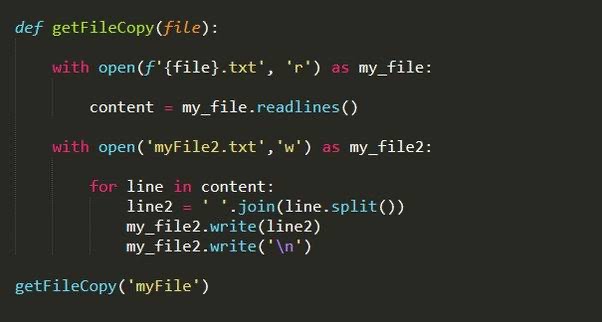 def getFileCopy(file):
with open(f'{file}.txt', 'r') as my_file:
content = my_file.readlines()
with open('myFile2.txt','w') as my_file2:
for line in content:
line2 = ' '.join(line.split())
my_file2.write(line2)
my_file2.write('\n')
getFileCopy('myFile')